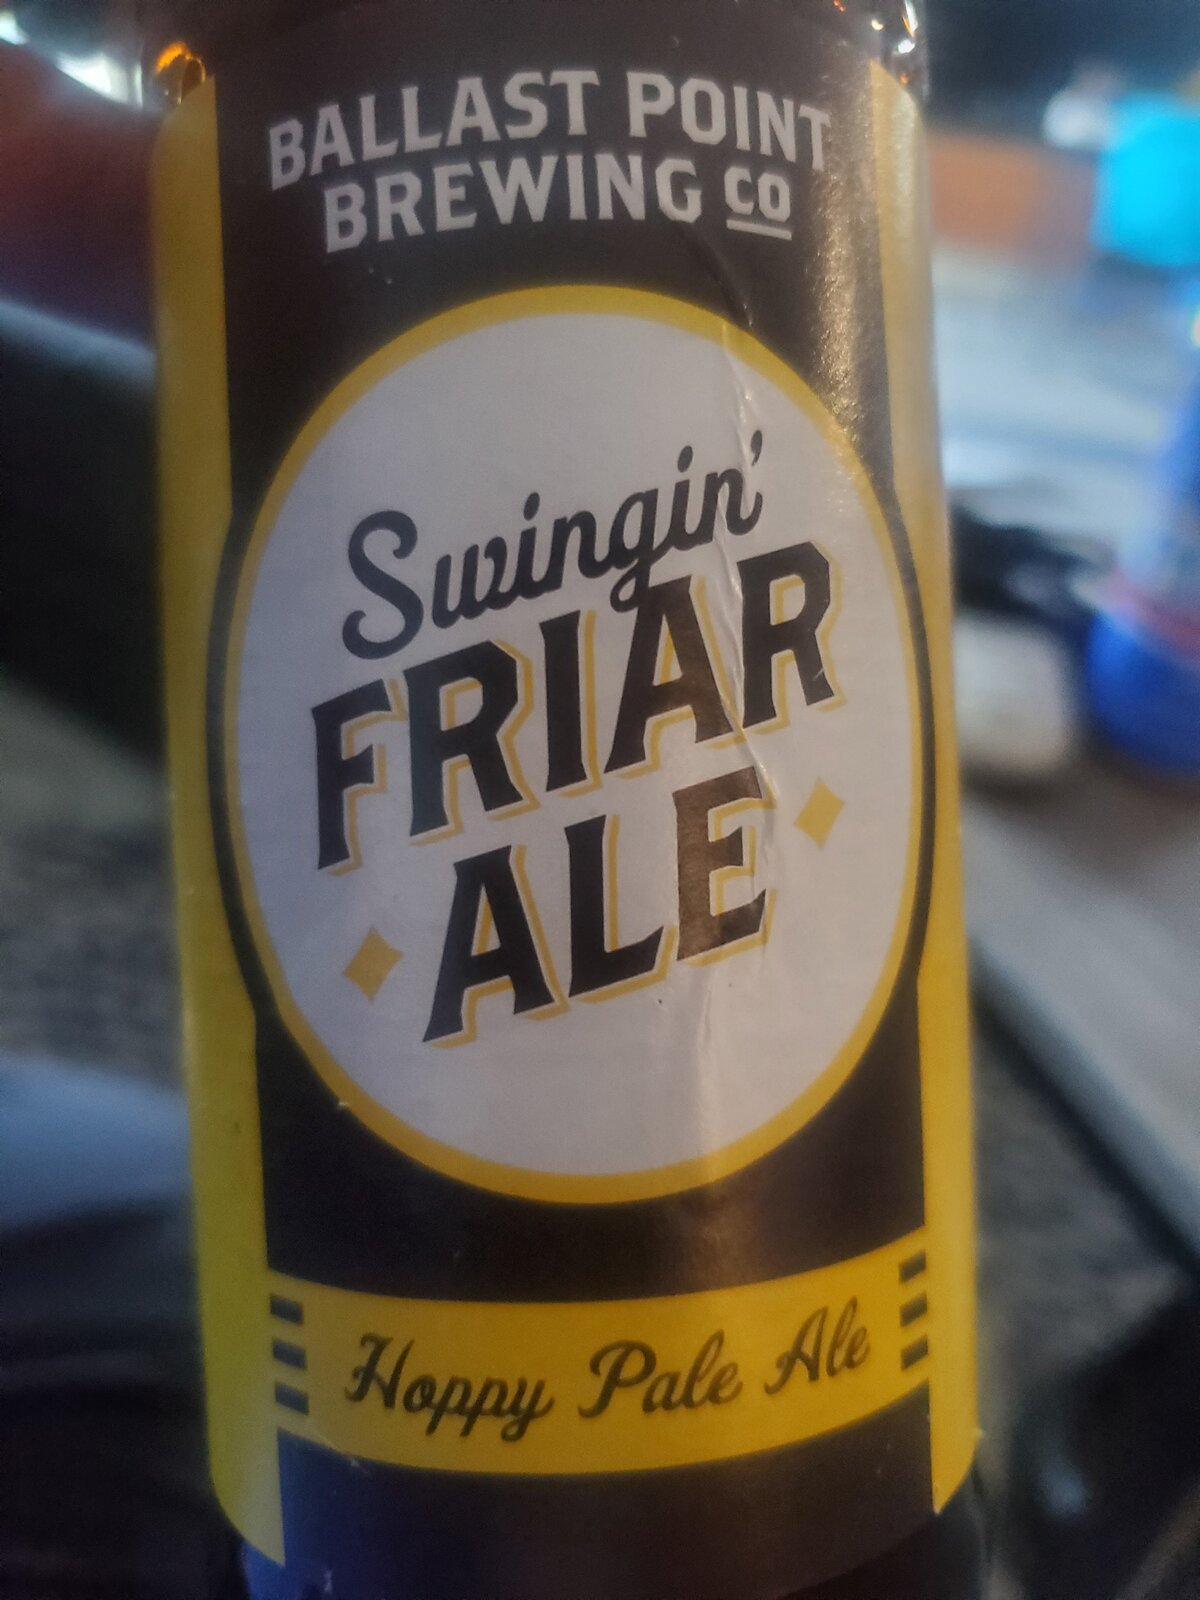 BALLAST POINT
BREWING CO
Swingin'
FRIAR
ALE
Hoppy Pale Ale